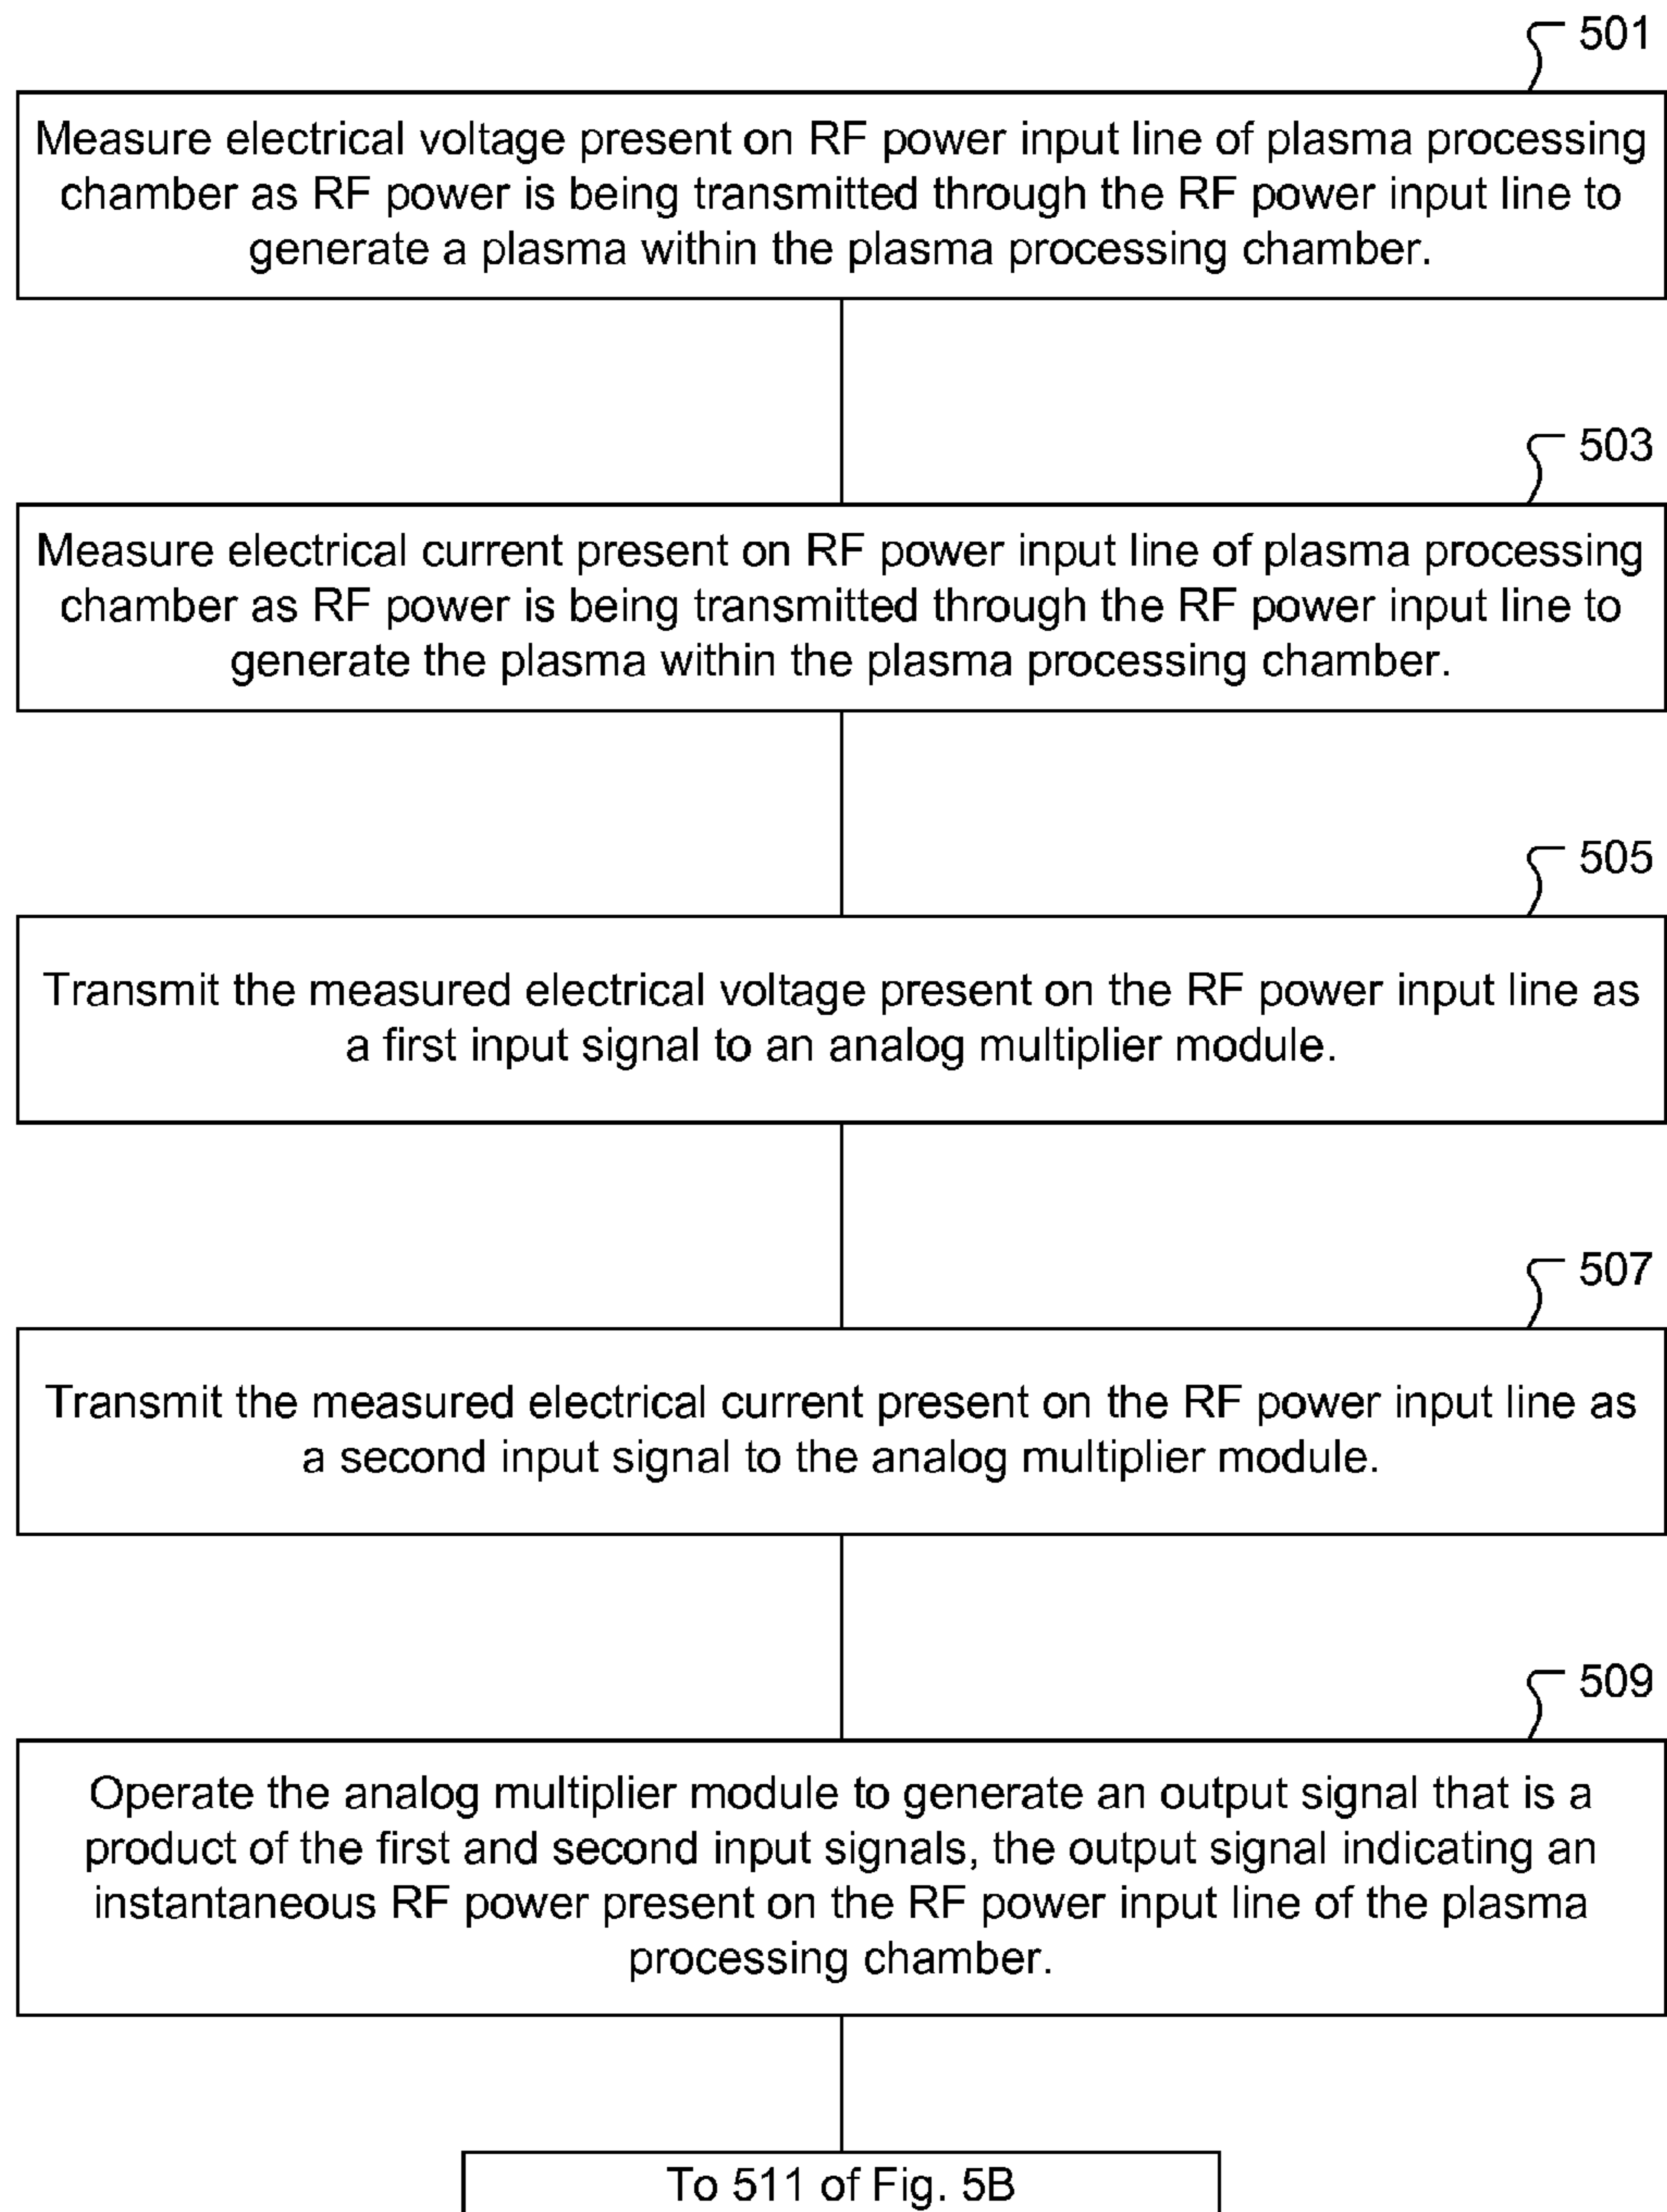 501
Measure electrical voltage present on RF power input line of plasma processing
chamber as RF power is being transmitted through the RF power input line to
generate a plasma within the plasma processing chamber.
503
Measure electrical current present on RF power input line of plasma processing
chamber as RF power is being transmitted through the RF power input line to
generate the plasma within the plasma processing chamber.
505
Transmit the measured electrical voltage present on the RF power input line as
a first input signal to an analog multiplier module.
507
Transmit the measured electrical current present on the RF power input line as
a second input signal to the analog multiplier module.
509
Operate the analog multiplier module to generate an output signal that is a
product of the first and second input signals, the output signal indicating an
instantaneous RF power present on the RF power input line of the plasma
processing chamber.
To 511 of Fig. 5B